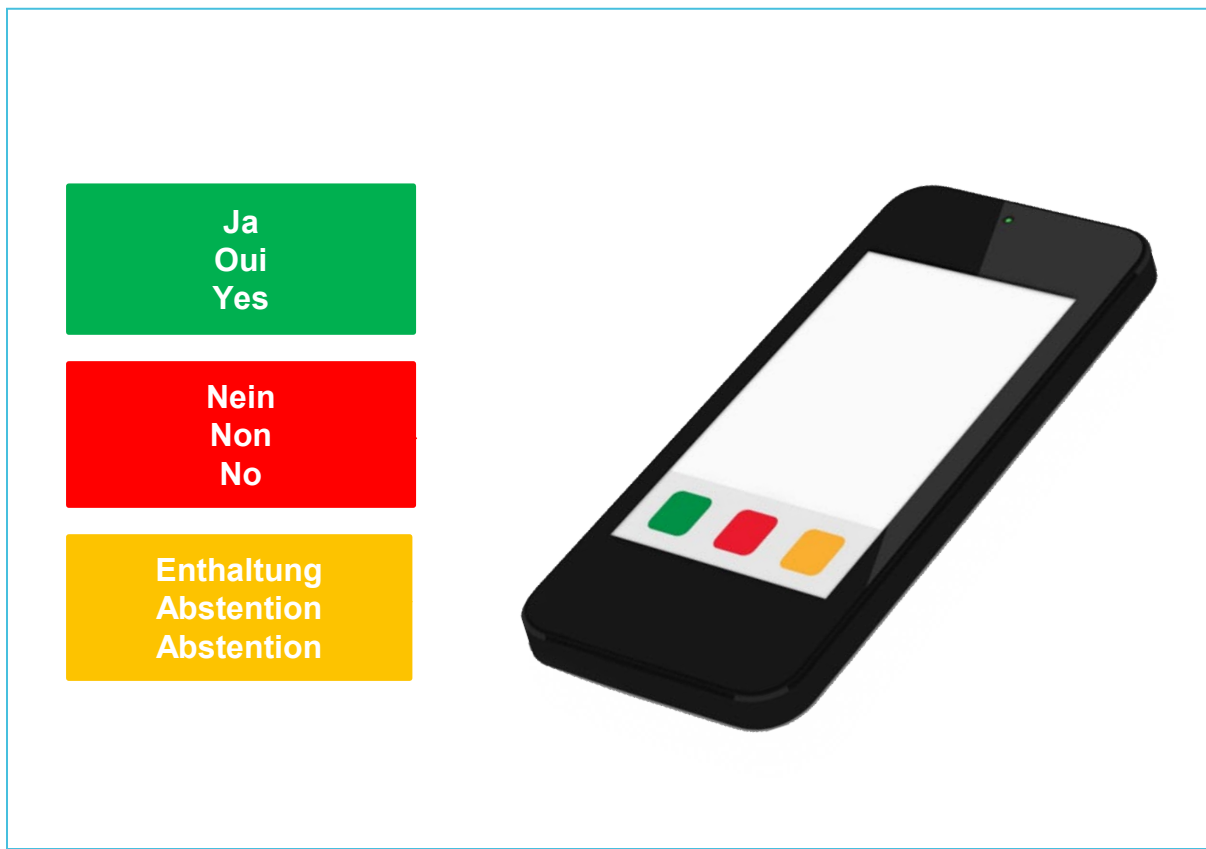 Ja
Oui
Yes
Nein
Non
No
Enthaltung
Abstention
Abstention